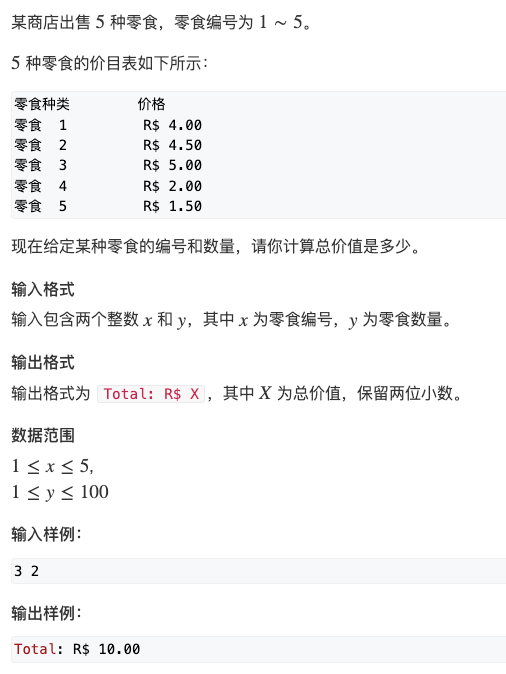 某商店出售 5 种零食，零食编号为 1 ∼ 5。
5 种零食的价目表如下所示：
零食种类 价格
零食 1 R$ 4.00
零食 2 R$ 4.50
零食 3 R$ 5.00
零食 4 R$ 2.00
零食 5 R$ 1.50
现在给定某种零食的编号和数量，请你计算总价值是多少。
输入格式
输入包含两个整数 x 和 y，其中 x 为零食编号，y 为零食数量。
输出格式
输出格式为 Total: R$ X，其中 X 为总价值，保留两位小数。
数据范围
1 ≤ x ≤ 5,
1 ≤ y ≤ 100
输入样例：
3 2
输出样例：
Total: R$ 10.00